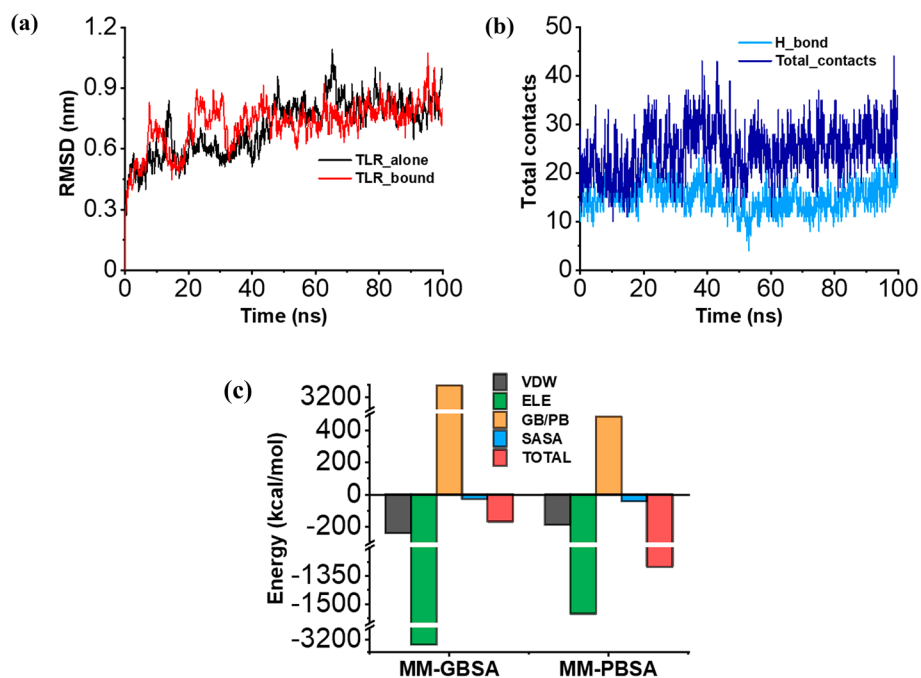 (a)
1.2
0.9
0.6
0.3
0
RMSD (nm)
TLR_alone
TLR_bound
0 20 40 60 80 100
Time (ns)
(b)
50
40
30
20
10
0
Total contacts
H_bond
Total_contacts
0 20 40 60 80 100
Time (ns)
(c)
3200
400
200
0
-200
-1350
-1500
-3200
Energy (kcal/mol)
VDW
ELE
GB/PB
SASA
TOTAL
MM-GBSA MM-PBSA